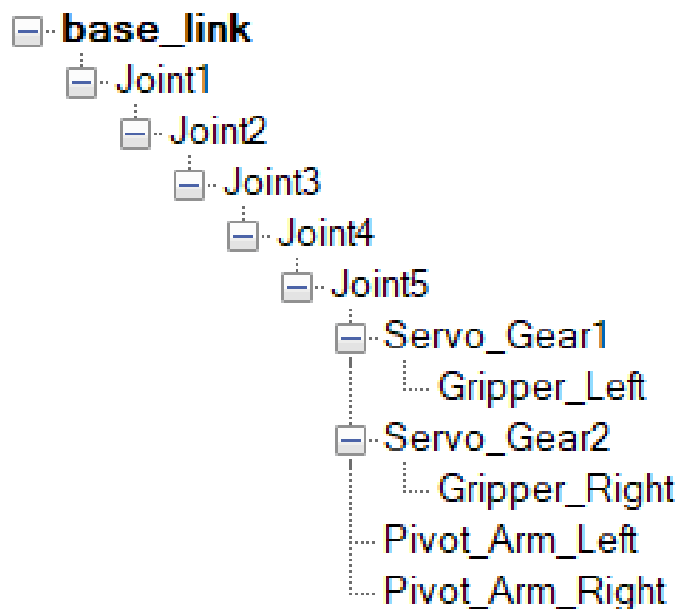 base_link
Joint1
Joint2
Joint3
Joint4
Joint5
Servo_Gear1
Gripper_Left
Servo_Gear2
Gripper_Right
Pivot_Arm_Left
Pivot_Arm_Right